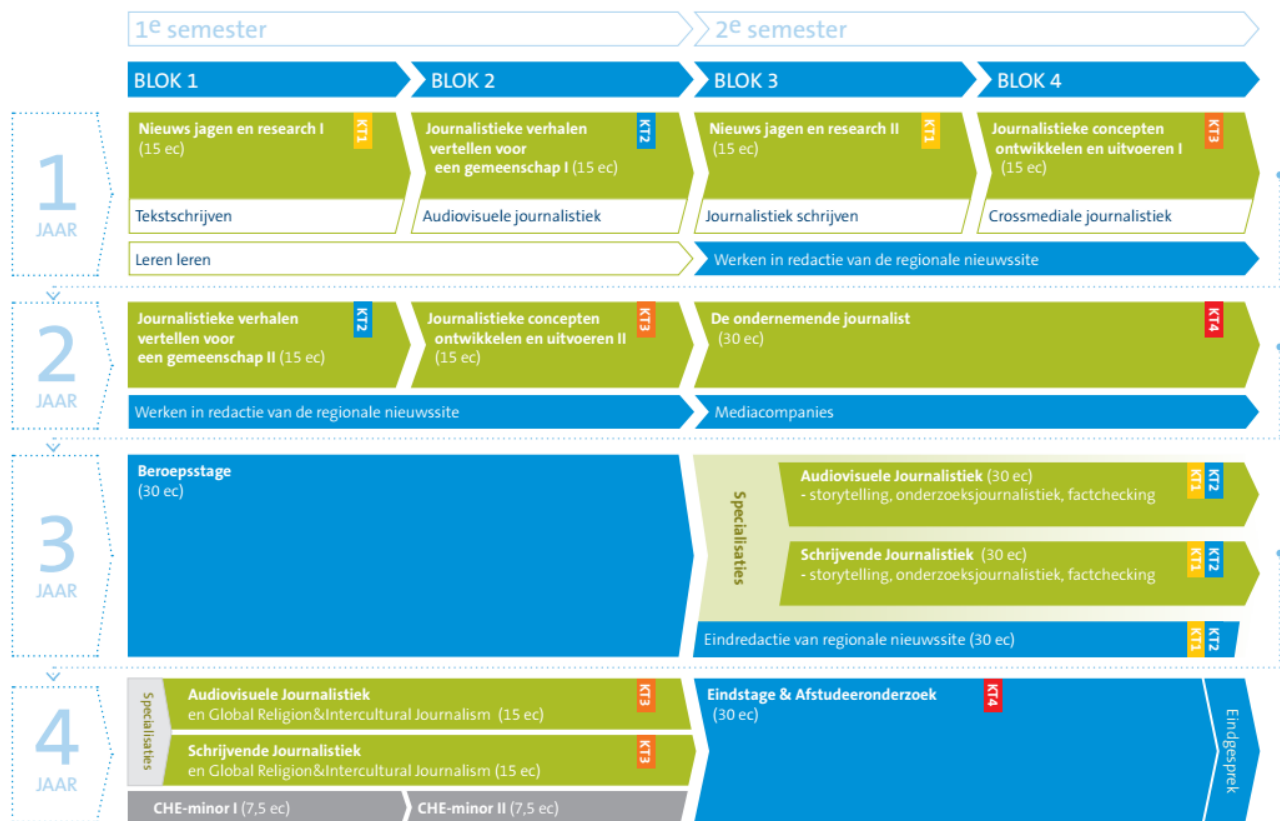 1e semester
2e semester
BLOK 1
BLOK 2
BLOK 3
BLOK 4
1
JAAR
Nieuws jagen en research I
(15 ec)
KT1
Journalistieke verhalen
vertellen voor
een gemeenschap I (15 ec)
KT2
Nieuws jagen en research II
(15 ec)
KT1
Journalistieke concepten
ontwikkelen en uitvoeren I
(15 ec)
KT3
Tekstschrijven
Audiovisuele journalistiek
Journalistiek schrijven
Crossmediale journalistiek
Leren leren
Werken in redactie van de regionale nieuwssite
2
JAAR
Journalistieke verhalen
vertellen voor
een gemeenschap II (15 ec)
KT2
Journalistieke concepten
ontwikkelen en uitvoeren II
(15 ec)
KT3
De ondernemende journalist
(30 ec)
KT4
Werken in redactie van de regionale nieuwssite
Mediacompanies
3
JAAR
Beroepsstage
(30 ec)
Specialisaties
Audiovisuele Journalistiek (30 ec)
- storytelling, onderzoeksjournalistiek, factchecking
KT1
KT2
Schrijvende Journalistiek (30 ec)
- storytelling, onderzoeksjournalistiek, factchecking
KT1
KT2
Eindredactie van regionale nieuwssite (30 ec)
KT1
KT2
4
JAAR
Specialisaties
Audiovisuele Journalistiek
en Global Religion&Intercultural Journalism (15 ec)
KT3
Schrijvende Journalistiek
en Global Religion&Intercultural Journalism (15 ec)
KT3
CHE-minor I (7,5 ec)
CHE-minor II (7,5 ec)
Eindstage & Afstudeeronderzoek
(30 ec)
KT4
Eindgesprek